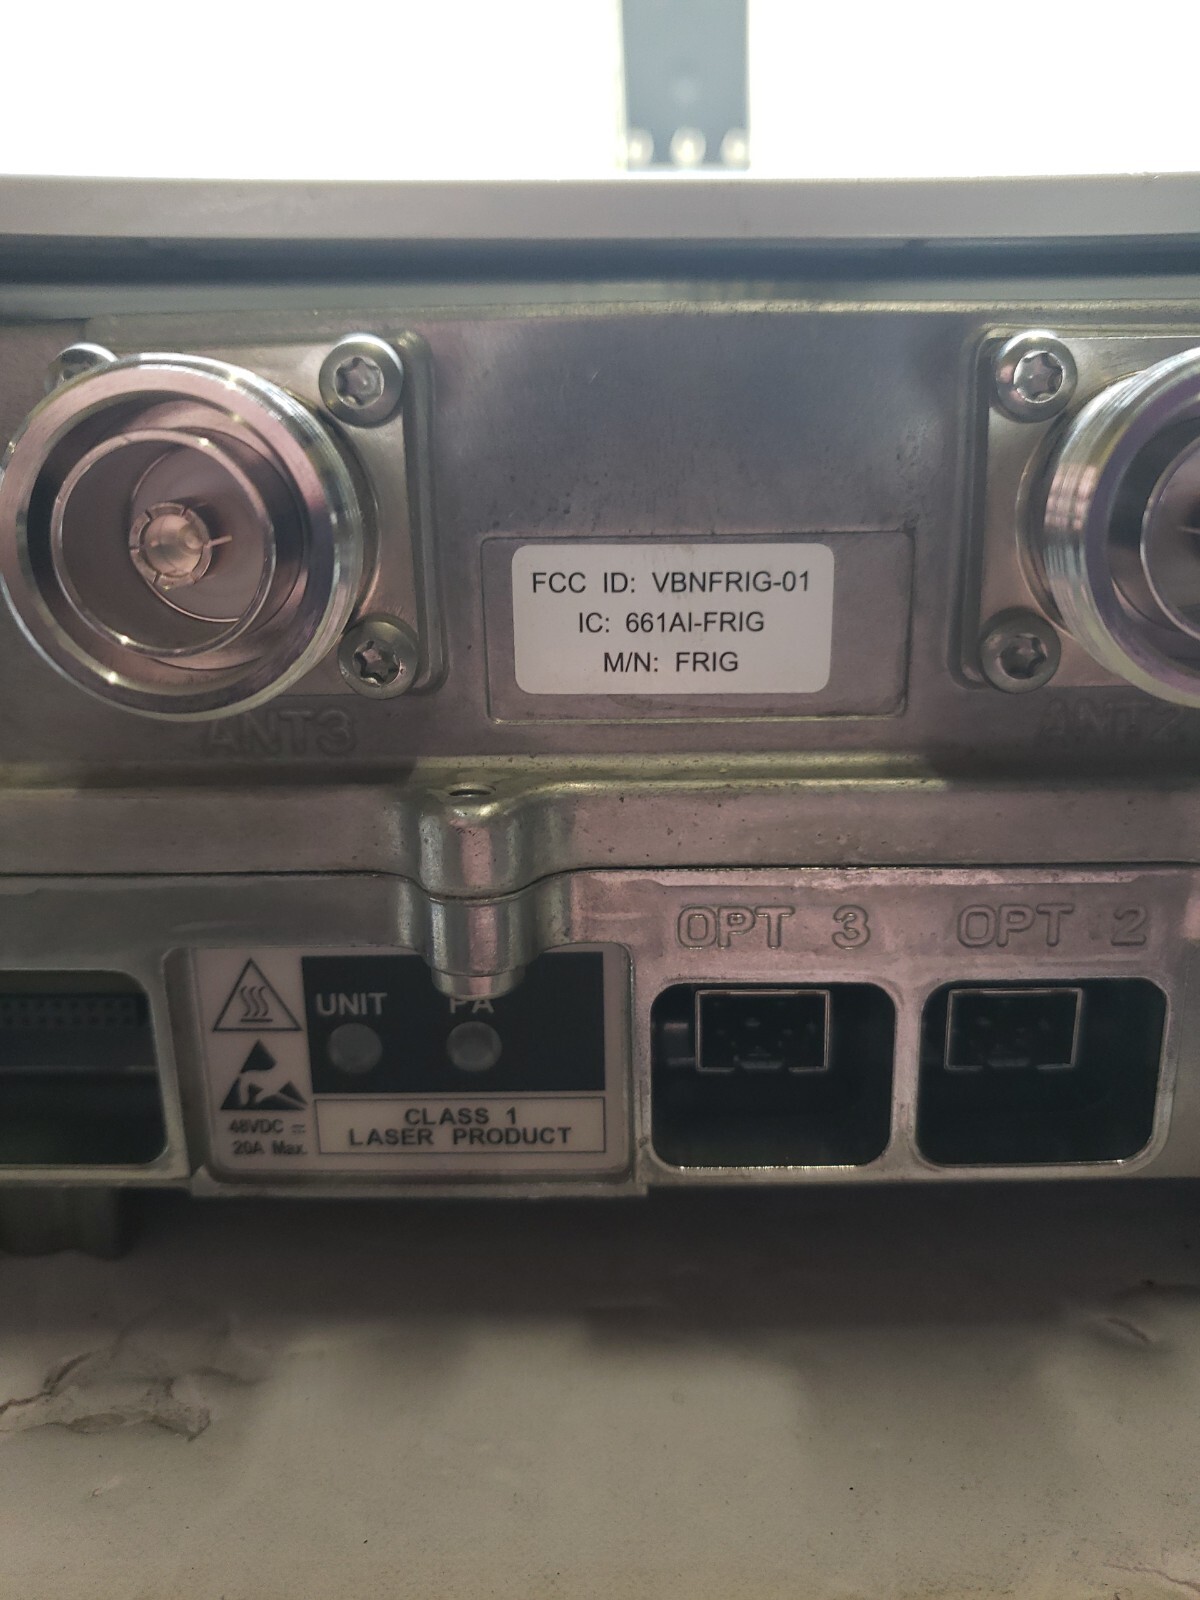 FCC ID: VBNFRIG-01
IC: 661AI-FRIG
M/N: FRIG
ANT3
OPT 3
OPT 2
UNIT
PA
48VDC ⎓
20A Max.
CLASS 1
LASER PRODUCT